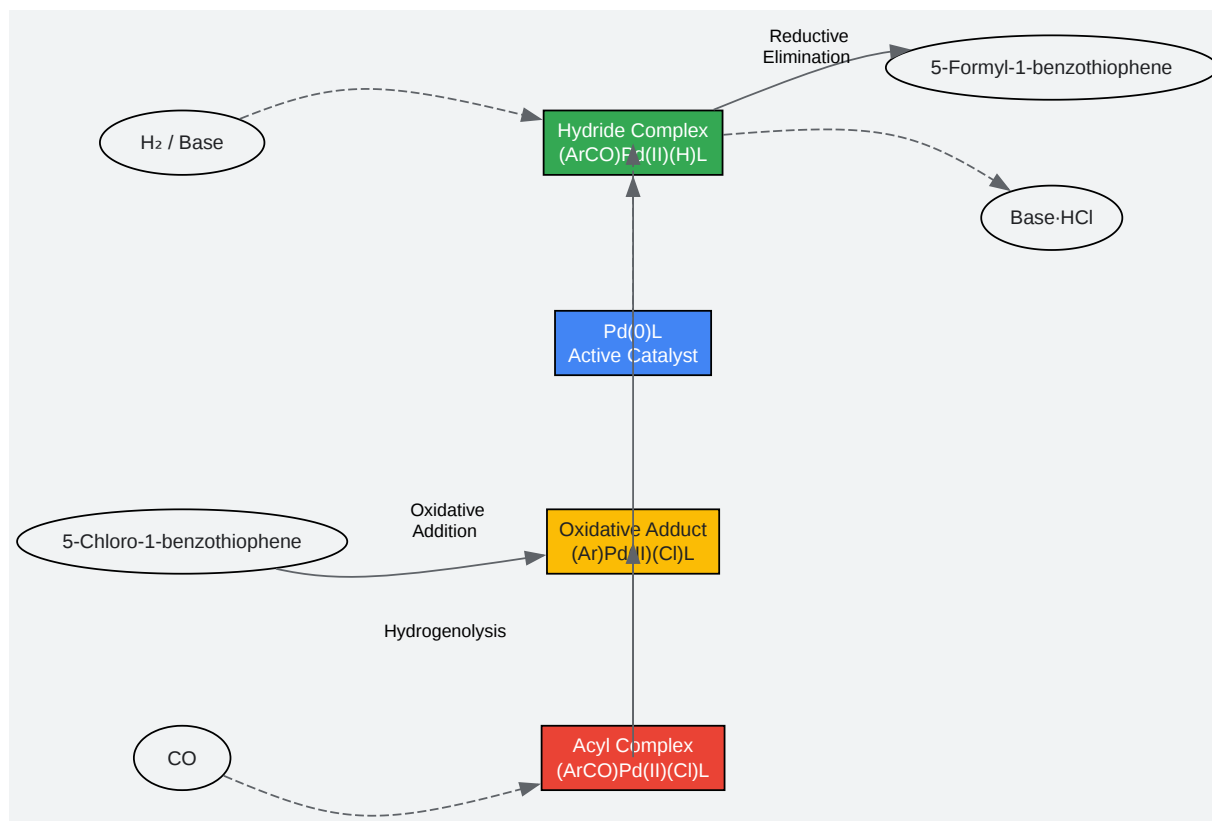 Reductive
Elimination
5-Formyl-1-benzothiophene
H₂ / Base
Hydride Complex
(ArCO)Pd(II)(H)L
Base·HCl
Pd(0)L
Active Catalyst
Oxidative
Addition
5-Chloro-1-benzothiophene
Oxidative Adduct
(Ar)Pd(II)(Cl)L
Hydrogenolysis
CO
Acyl Complex
(ArCO)Pd(II)(Cl)L